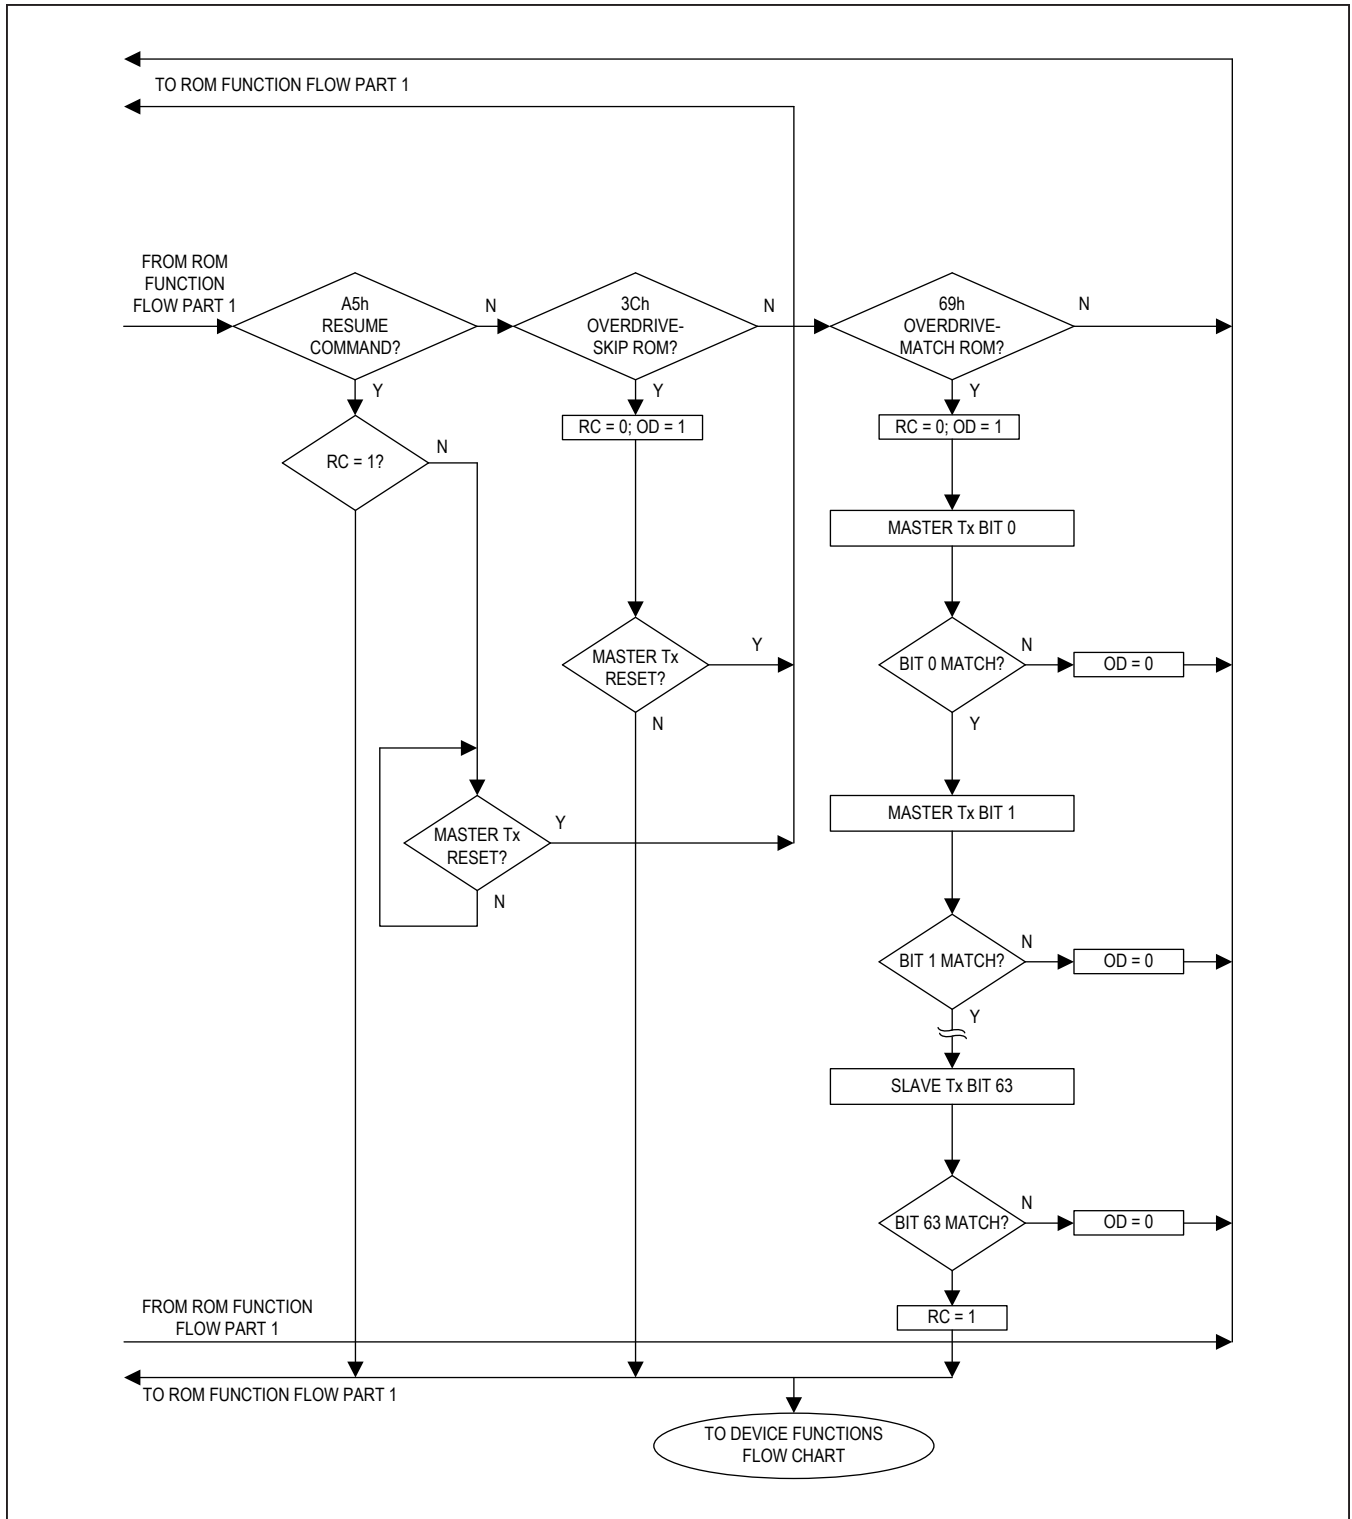 TO ROM FUNCTION FLOW PART 1
FROM ROM
FUNCTION
FLOW PART 1
A5h
RESUME
COMMAND?
N
3Ch
OVERDRIVE-
SKIP ROM?
N
69h
OVERDRIVE-
MATCH ROM?
N
Y
Y
Y
RC = 1?
N
RC = 0; OD = 1
RC = 0; OD = 1
MASTER Tx BIT 0
MASTER Tx
RESET?
Y
N
BIT 0 MATCH?
N
OD = 0
Y
MASTER Tx BIT 1
MASTER Tx
RESET?
Y
N
BIT 1 MATCH?
N
OD = 0
Y
SLAVE Tx BIT 63
BIT 63 MATCH?
N
OD = 0
RC = 1
FROM ROM FUNCTION
FLOW PART 1
TO ROM FUNCTION FLOW PART 1
TO DEVICE FUNCTIONS
FLOW CHART